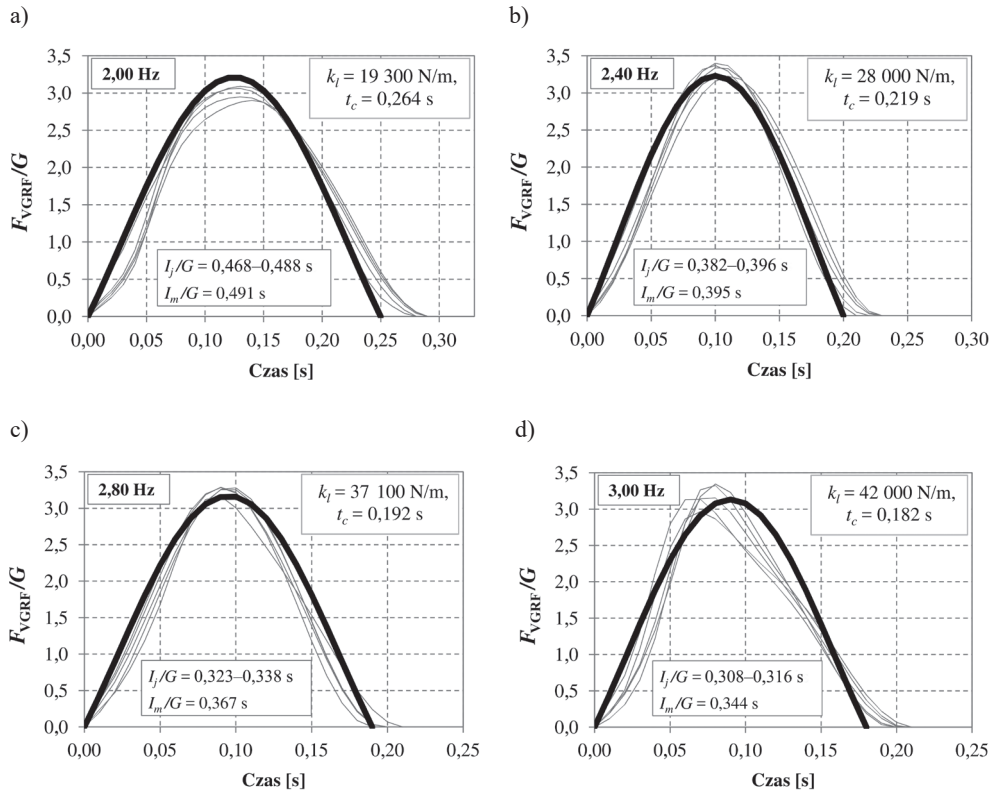 a)
2,00 Hz
k_l = 19 300 N/m,
t_c = 0,264 s
3,5
3,0
2,5
2,0
1,5
1,0
0,5
0,0
F_VGRF/G
I_j/G = 0,468–0,488 s
I_m/G = 0,491 s
0,00 0,05 0,10 0,15 0,20 0,25 0,30
Czas [s]
b)
2,40 Hz
k_l = 28 000 N/m,
t_c = 0,219 s
3,5
3,0
2,5
2,0
1,5
1,0
0,5
0,0
F_VGRF/G
I_j/G = 0,382–0,396 s
I_m/G = 0,395 s
0,00 0,05 0,10 0,15 0,20 0,25 0,30
Czas [s]
c)
2,80 Hz
k_l = 37 100 N/m,
t_c = 0,192 s
3,5
3,0
2,5
2,0
1,5
1,0
0,5
0,0
F_VGRF/G
I_j/G = 0,323–0,338 s
I_m/G = 0,367 s
0,00 0,05 0,10 0,15 0,20 0,25
Czas [s]
d)
3,00 Hz
k_l = 42 000 N/m,
t_c = 0,182 s
3,5
3,0
2,5
2,0
1,5
1,0
0,5
0,0
F_VGRF/G
I_j/G = 0,308–0,316 s
I_m/G = 0,344 s
0,00 0,05 0,10 0,15 0,20 0,25
Czas [s]